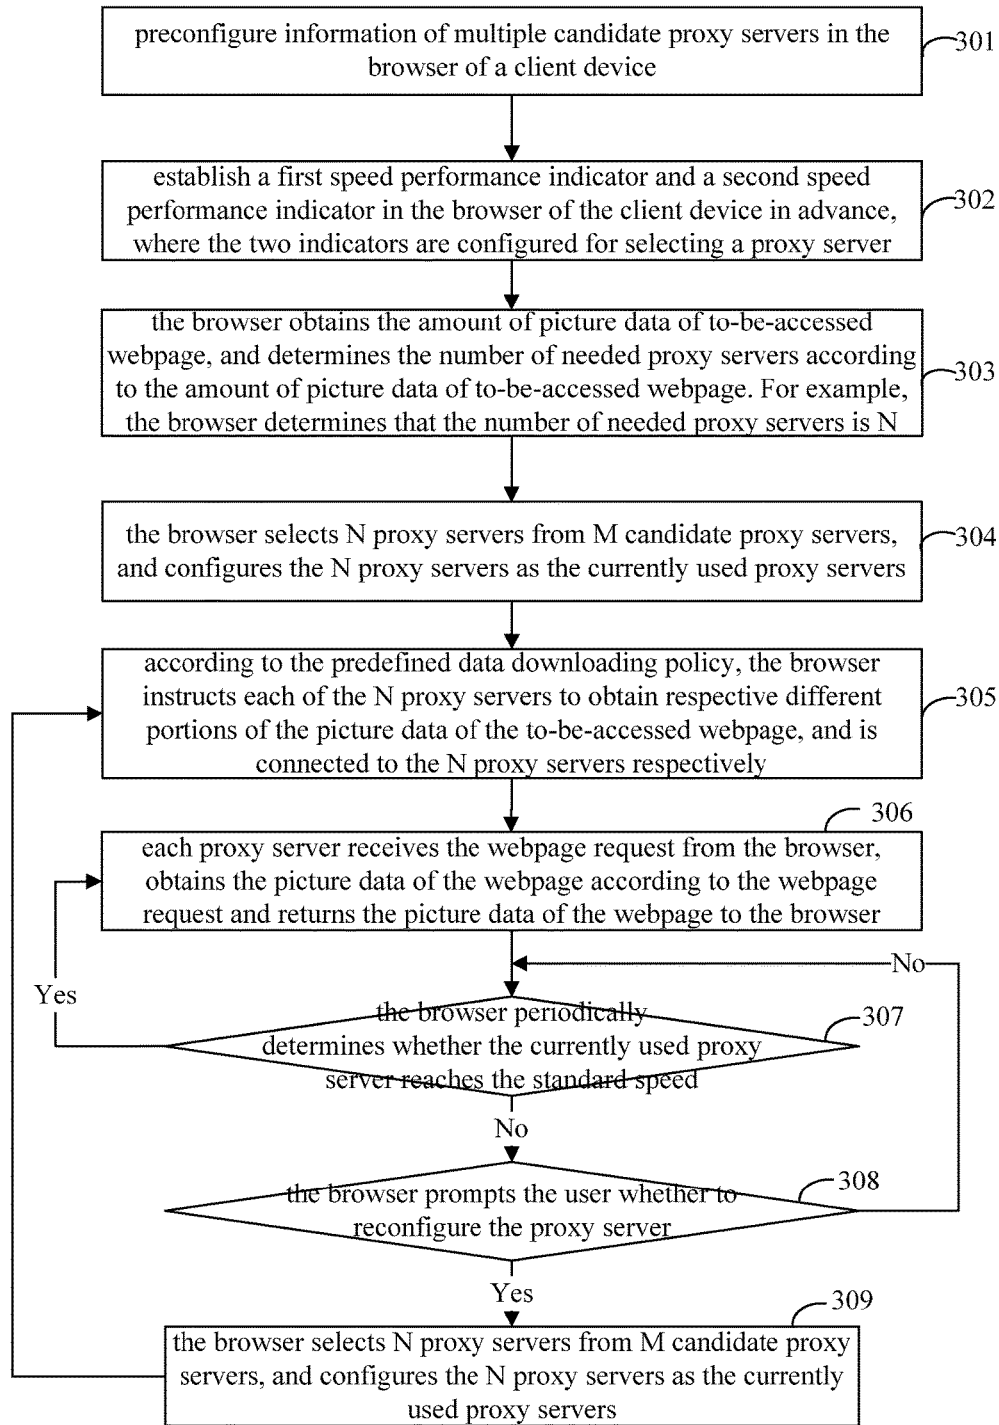 preconfigure information of multiple candidate proxy servers in the
browser of a client device
301
establish a first speed performance indicator and a second speed
performance indicator in the browser of the client device in advance,
where the two indicators are configured for selecting a proxy server
302
the browser obtains the amount of picture data of to-be-accessed
webpage, and determines the number of needed proxy servers according
to the amount of picture data of to-be-accessed webpage. For example,
the browser determines that the number of needed proxy servers is N
303
the browser selects N proxy servers from M candidate proxy servers,
and configures the N proxy servers as the currently used proxy servers
304
according to the predefined data downloading policy, the browser
instructs each of the N proxy servers to obtain respective different
portions of the picture data of the to-be-accessed webpage, and is
connected to the N proxy servers respectively
305
306
each proxy server receives the webpage request from the browser,
obtains the picture data of the webpage according to the webpage
request and returns the picture data of the webpage to the browser
No
Yes
the browser periodically
determines whether the currently used proxy
server reaches the standard speed
307
No
the browser prompts the user whether to
reconfigure the proxy server
308
Yes
309
the browser selects N proxy servers from M candidate proxy
servers, and configures the N proxy servers as the currently
used proxy servers